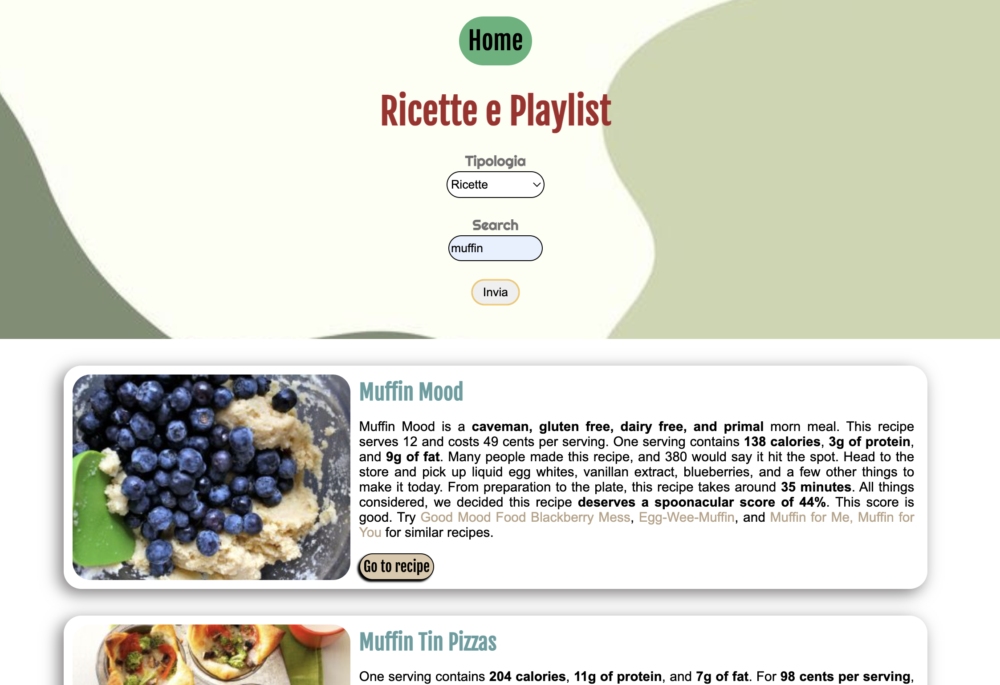 Home
Ricette e Playlist
Tipologia
Ricette
Search
muffin
Invia
Muffin Mood
Muffin Mood is a caveman, gluten free, dairy free, and primal morn meal. This recipe
serves 12 and costs 49 cents per serving. One serving contains 138 calories, 3g of protein,
and 9g of fat. Many people made this recipe, and 380 would say it hit the spot. Head to the
store and pick up liquid egg whites, vanillan extract, blueberries, and a few other things to
make it today. From preparation to the plate, this recipe takes around 35 minutes. All things
considered, we decided this recipe deserves a spoonacular score of 44%. This score is
good. Try Good Mood Food Blackberry Mess, Egg-Wee-Muffin, and Muffin for Me, Muffin for
You for similar recipes.
Go to recipe
Muffin Tin Pizzas
One serving contains 204 calories, 11g of protein, and 7g of fat. For 98 cents per serving,